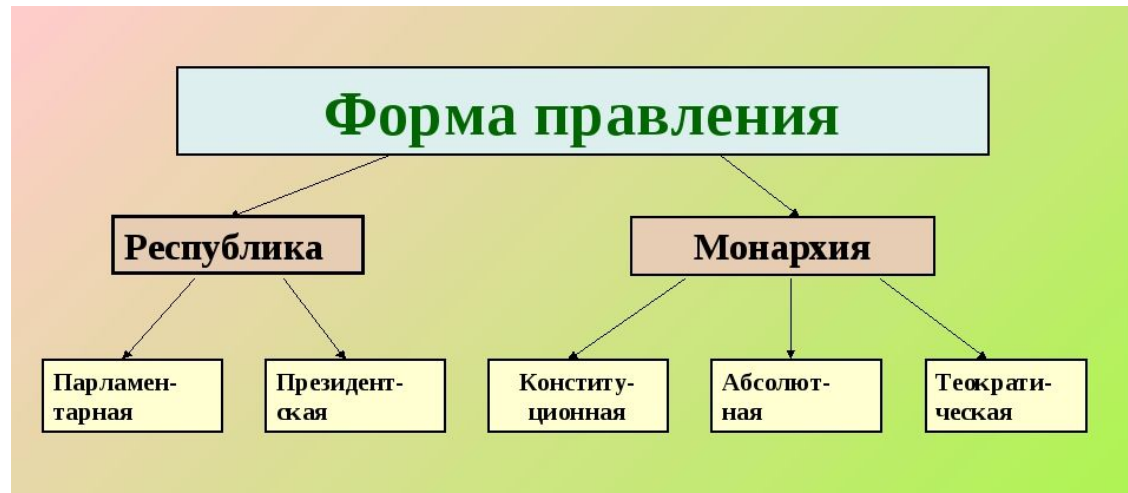 Форма правления
Республика
Монархия
Парламен-
тарная
Президент-
ская
Конститу-
ционная
Абсолют-
ная
Теократи-
ческая